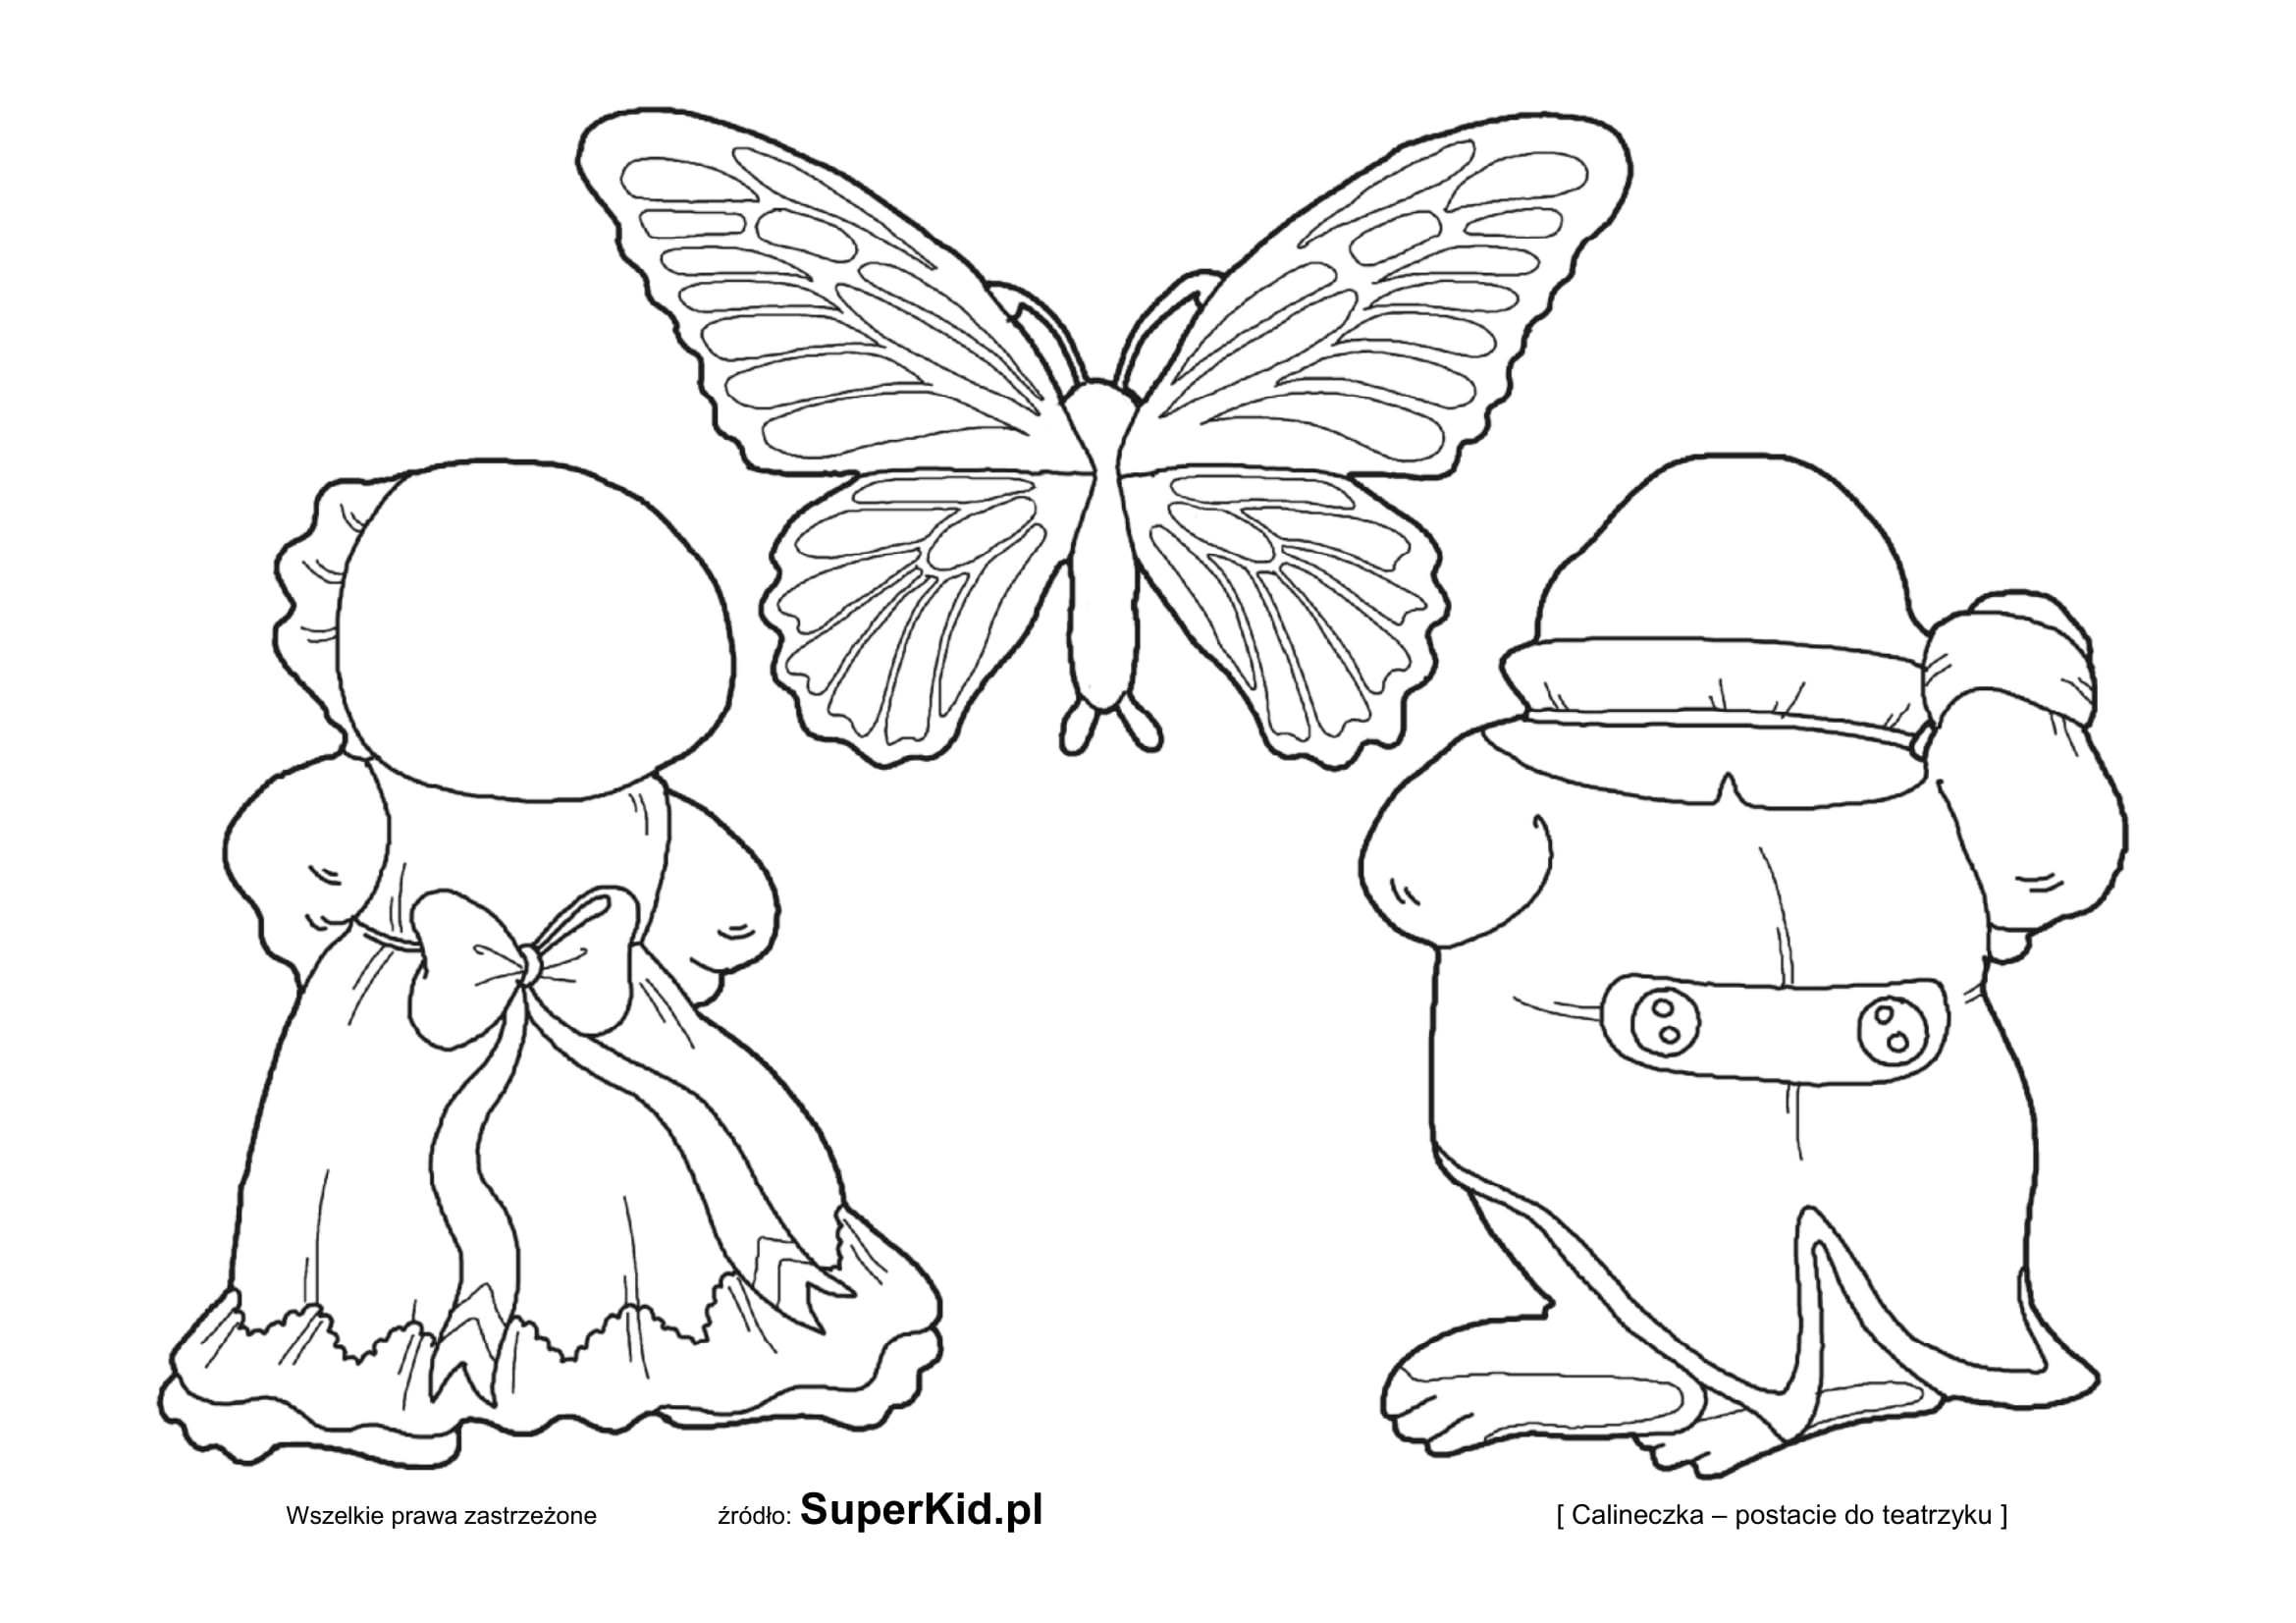 Wszelkie prawa zastrzeżone źródło: SuperKid.pl [ Calineczka – postacie do teatrzyku ]